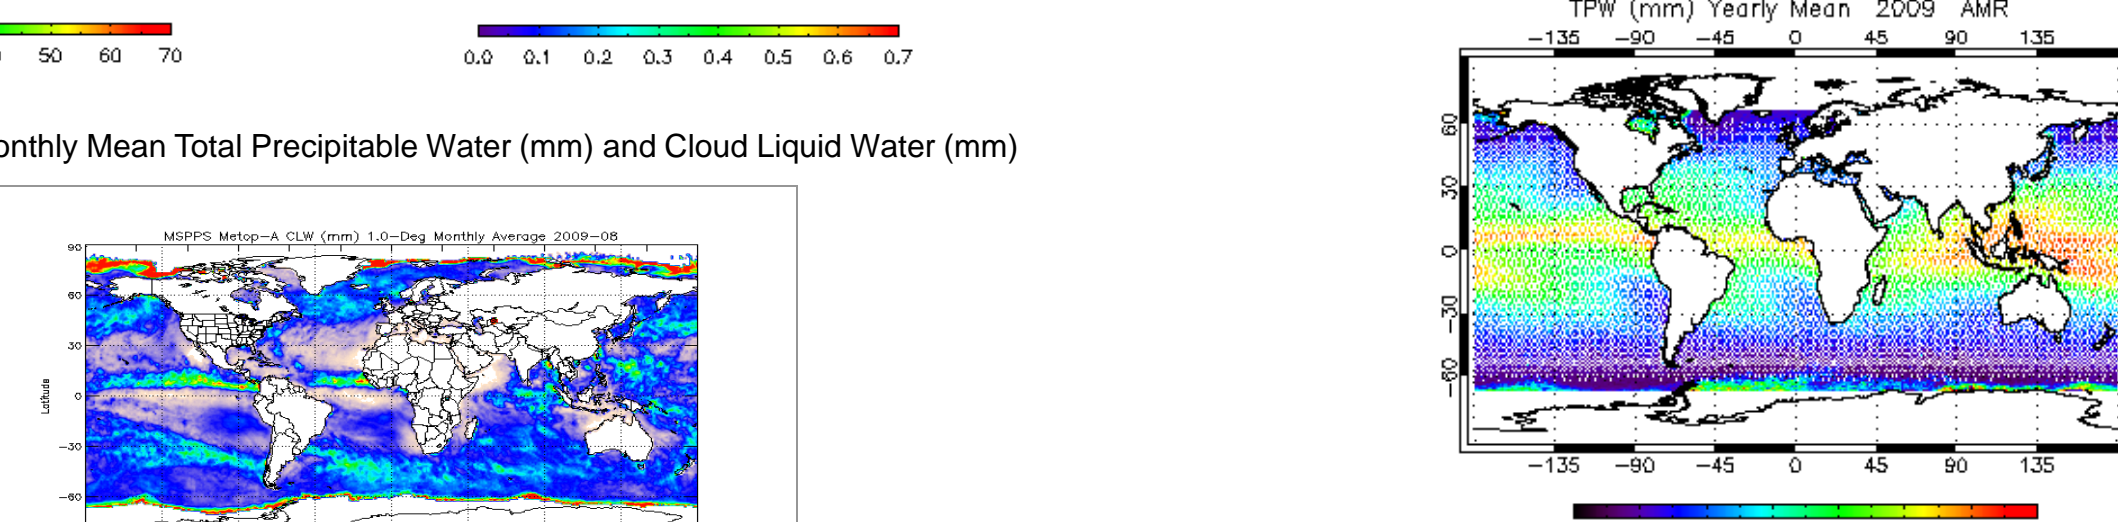 50 60 70
0.0 0.1 0.2 0.3 0.4 0.5 0.6 0.7
Mean Total Precipitable Water (mm) and Cloud Liquid Water (mm)
MSPPS Metop-A CLW (mm) 1.0-Deg Monthly Average 2009-08
90
60
30
0
-30
-60
Latitude
TPW (mm) Yearly Mean 2009 AMR
-135 -90 -45 0 45 90 135
60
30
0
-30
-60
-135 -90 -45 0 45 90 135